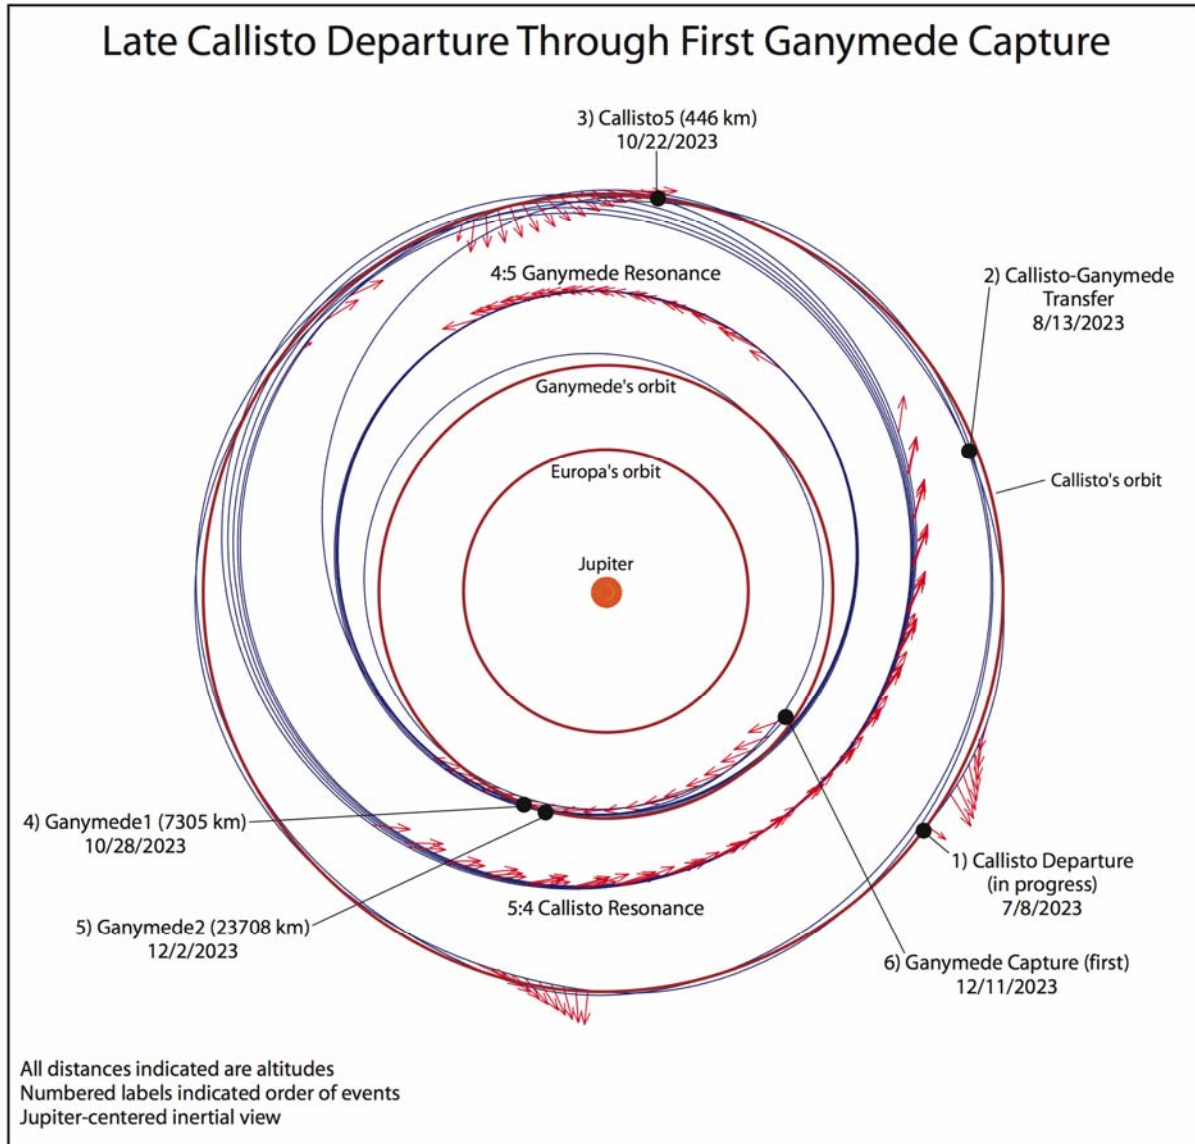 Late Callisto Departure Through First Ganymede Capture
3) Callisto5 (446 km)
10/22/2023
4:5 Ganymede Resonance
2) Callisto-Ganymede
Transfer
8/13/2023
Ganymede's orbit
Europa's orbit
Callisto's orbit
Jupiter
4) Ganymede1 (7305 km)
10/28/2023
1) Callisto Departure
(in progress)
7/8/2023
5:4 Callisto Resonance
5) Ganymede2 (23708 km)
12/2/2023
6) Ganymede Capture (first)
12/11/2023
All distances indicated are altitudes
Numbered labels indicated order of events
Jupiter-centered inertial view